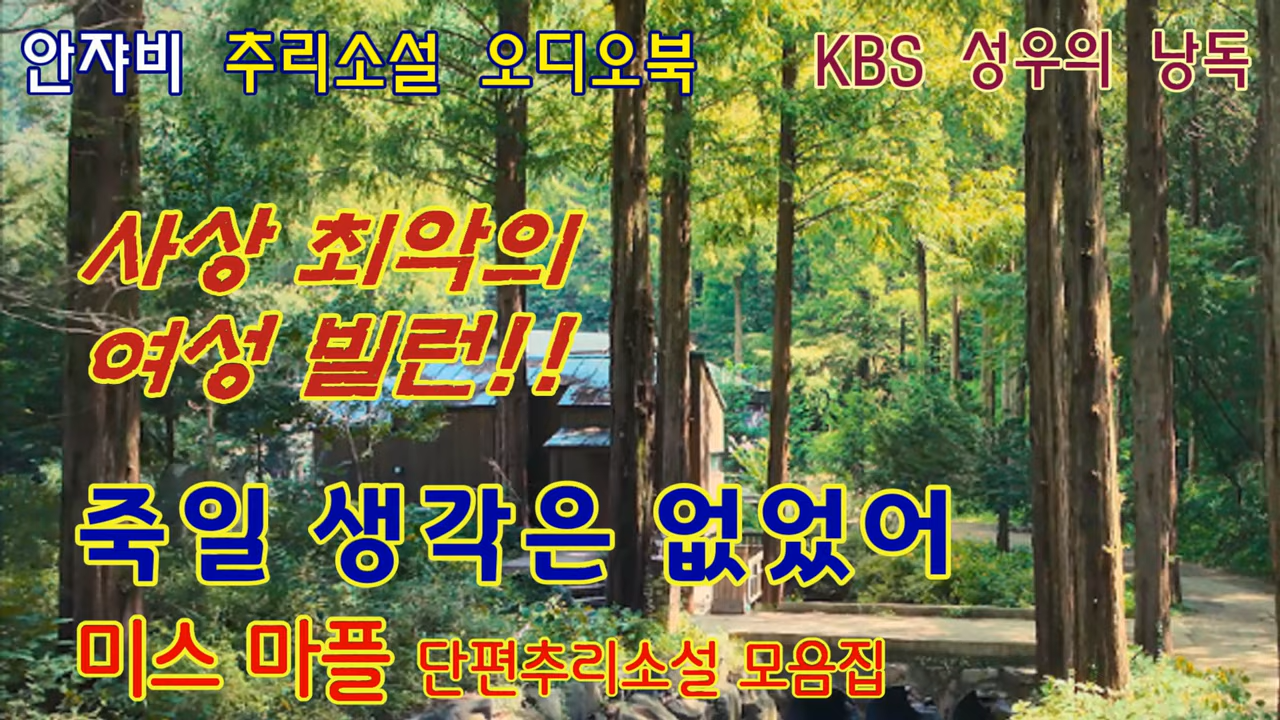 안쟈비 추리소설 오디오북 KBS 성우의 낭독
사상 최악의
여성 빌런!!
죽일 생각은 없었어
미스 마플 단편추리소설 모음집